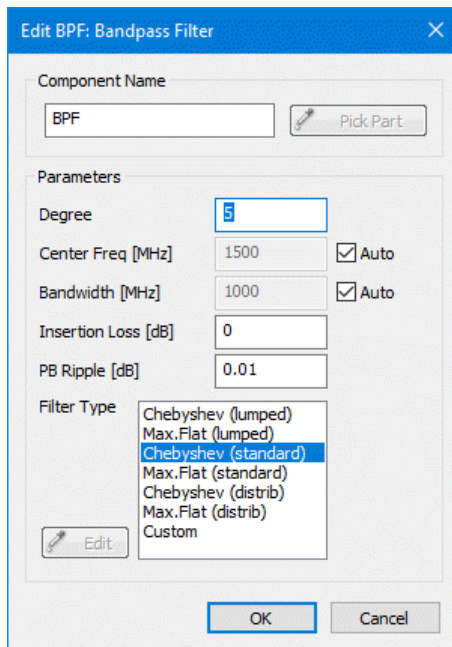 Edit BPF: Bandpass Filter
Component Name
BPF Pick Part
Parameters
Degree 5
Center Freq [MHz] 1500 Auto
Bandwidth [MHz] 1000 Auto
Insertion Loss [dB] 0
PB Ripple [dB] 0.01
Filter Type
Chebyshev (lumped)
Max.Flat (lumped)
Chebyshev (standard)
Max.Flat (standard)
Chebyshev (distrib)
Max.Flat (distrib)
Custom
Edit
OK Cancel